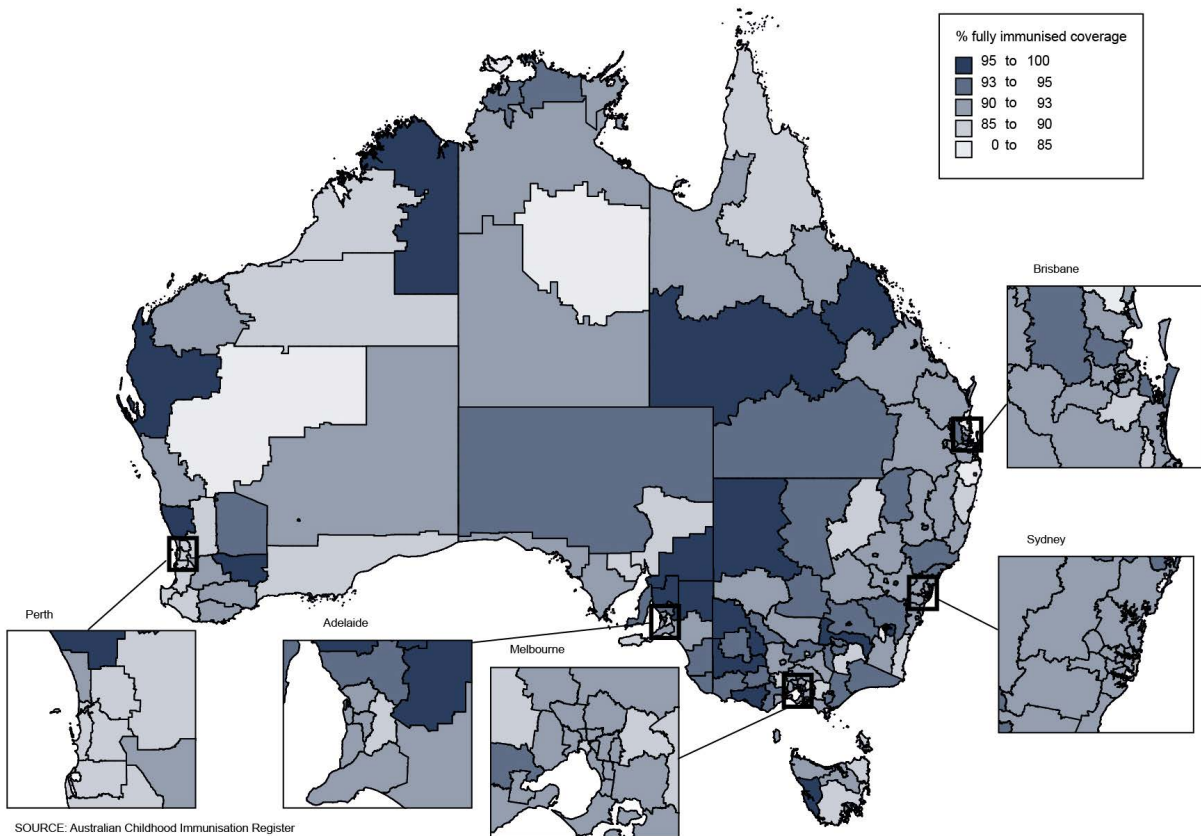 % fully immunised coverage
95 to 100
93 to 95
90 to 93
85 to 90
0 to 85
Brisbane
Sydney
Perth
Adelaide
Melbourne
SOURCE: Australian Childhood Immunisation Register